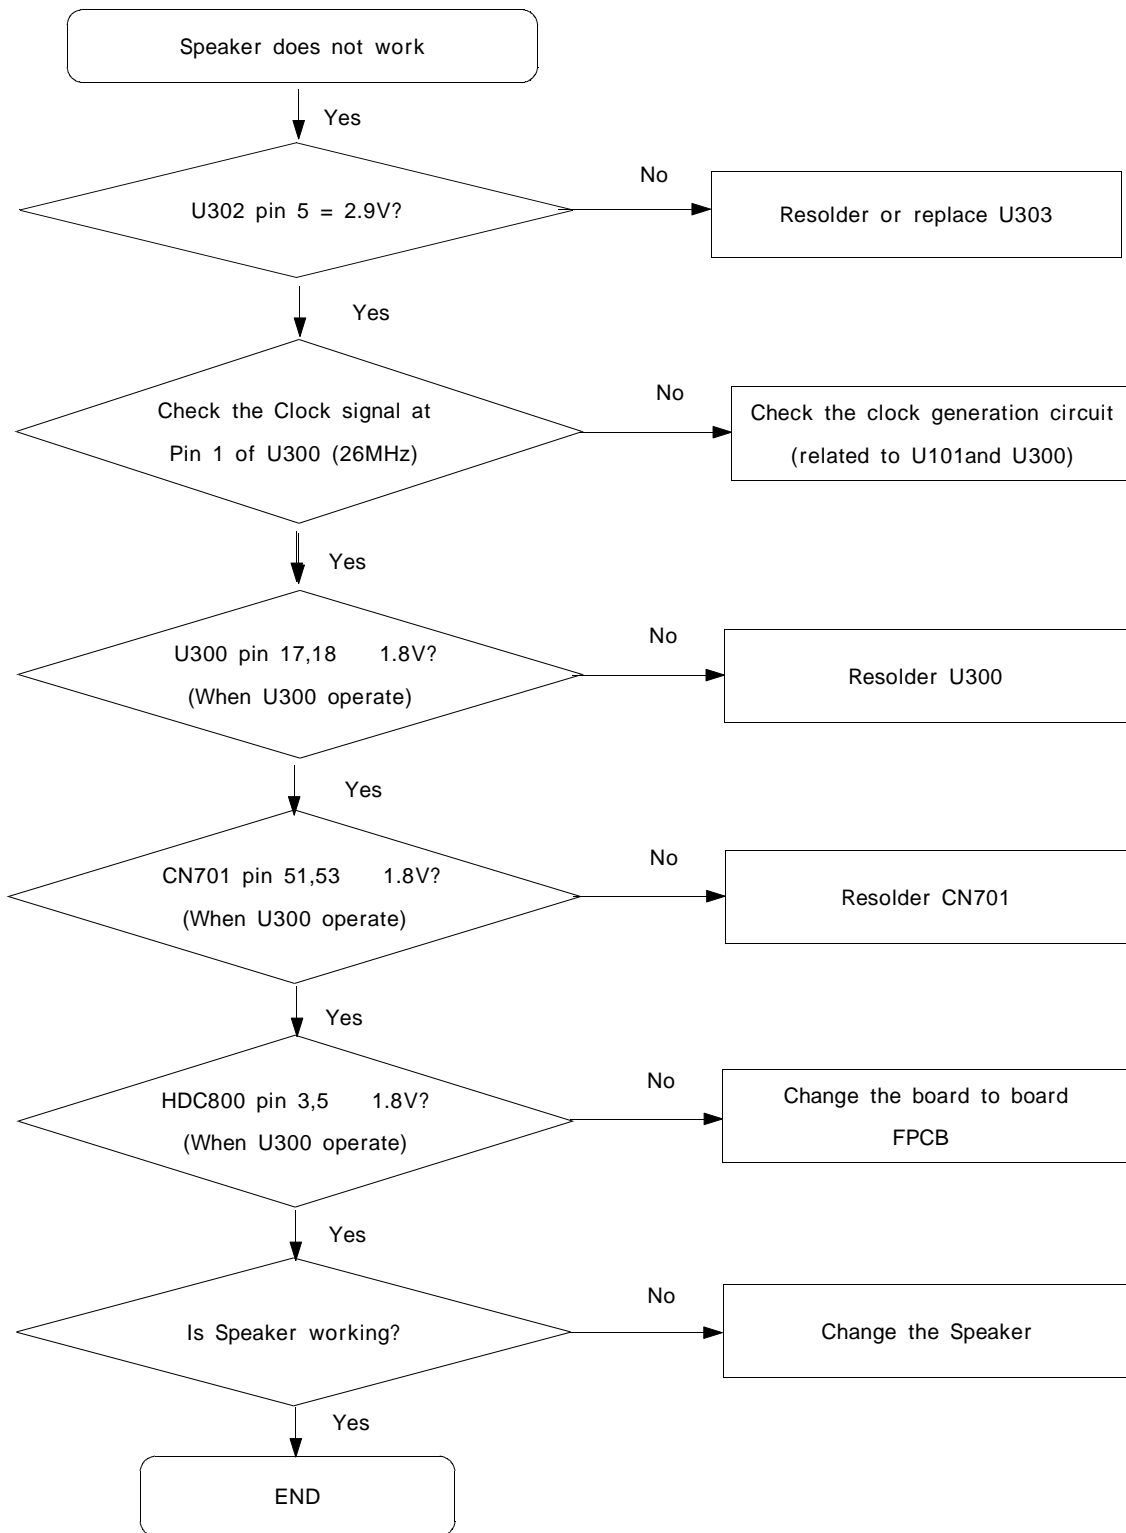 Speaker does not work
Yes
U302 pin 5 = 2.9V?
No
Resolder or replace U303
Yes
Check the Clock signal at
Pin 1 of U300 (26MHz)
No
Check the clock generation circuit
(related to U101and U300)
Yes
U300 pin 17,18 1.8V?
(When U300 operate)
No
Resolder U300
Yes
CN701 pin 51,53 1.8V?
(When U300 operate)
No
Resolder CN701
Yes
HDC800 pin 3,5 1.8V?
(When U300 operate)
No
Change the board to board
FPCB
Yes
Is Speaker working?
No
Change the Speaker
Yes
END